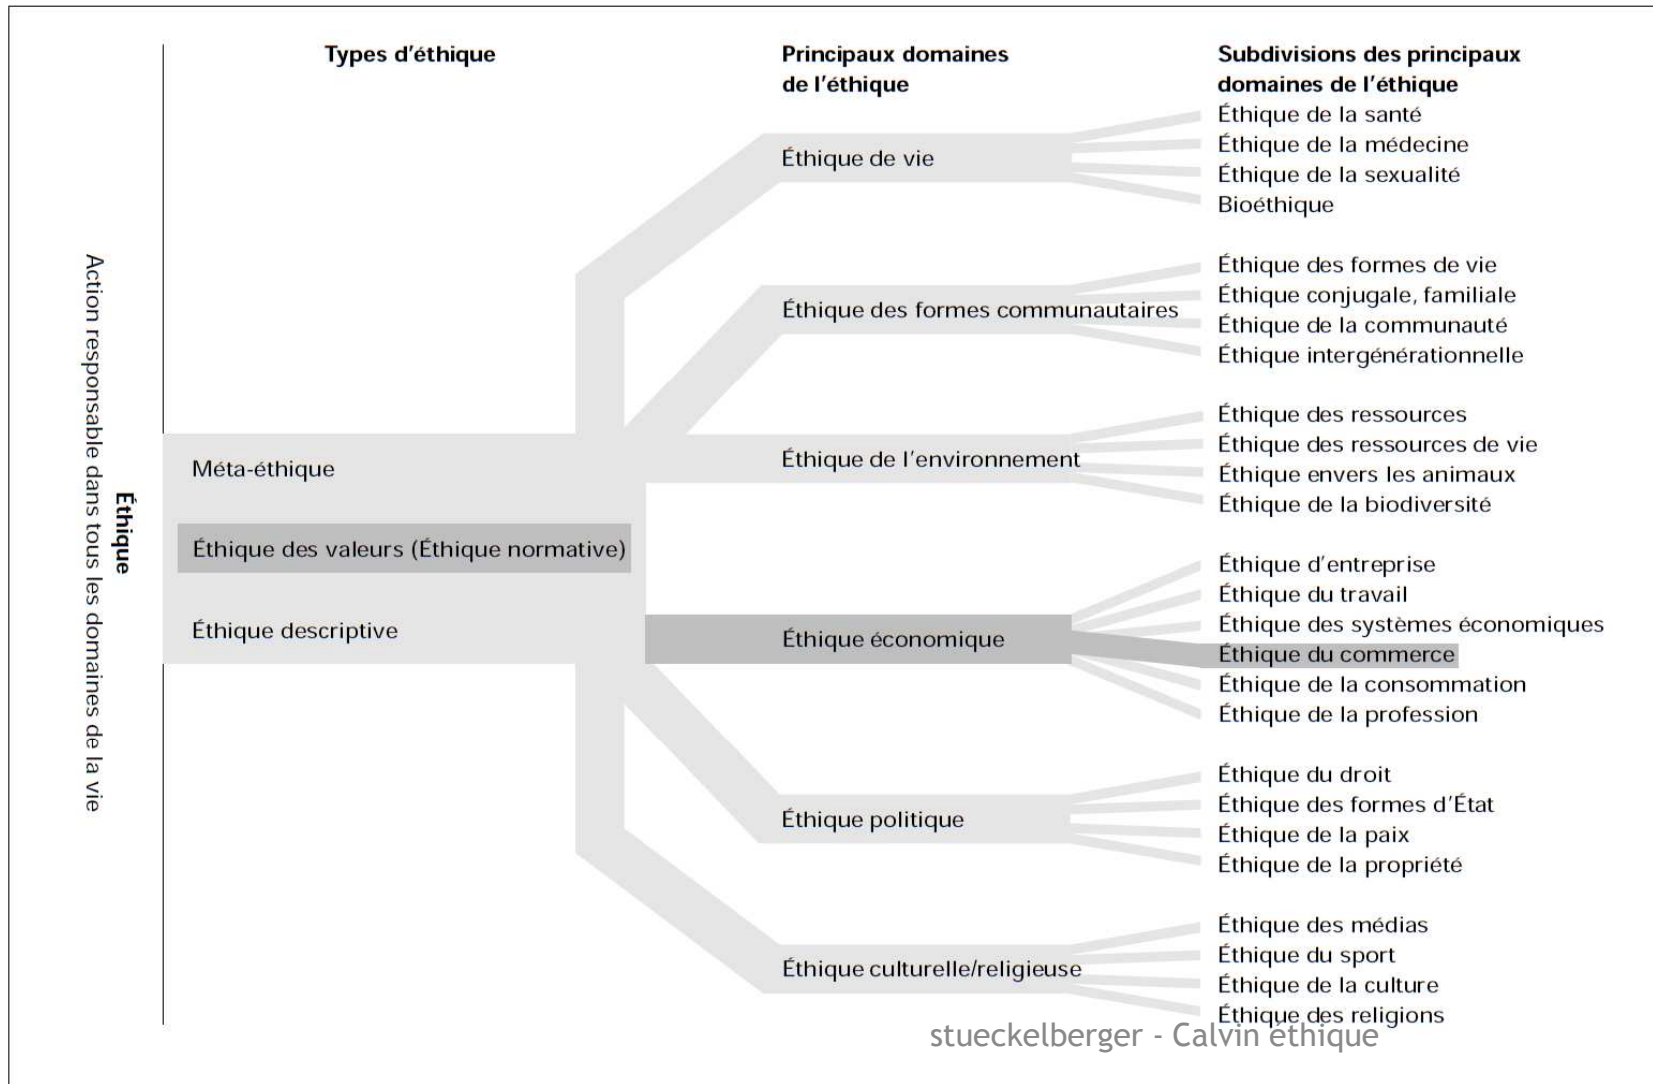 Types d'éthique
Principaux domaines
de l'éthique
Subdivisions des principaux
domaines de l'éthique
Éthique
Action responsable dans tous les domaines de la vie
Méta-éthique
Éthique des valeurs (Éthique normative)
Éthique descriptive
Éthique de vie
Éthique de la santé
Éthique de la médecine
Éthique de la sexualité
Bioéthique
Éthique des formes communautaires
Éthique des formes de vie
Éthique conjugale, familiale
Éthique de la communauté
Éthique intergénérationnelle
Éthique de l'environnement
Éthique des ressources
Éthique des ressources de vie
Éthique envers les animaux
Éthique de la biodiversité
Éthique économique
Éthique d'entreprise
Éthique du travail
Éthique des systèmes économiques
Éthique du commerce
Éthique de la consommation
Éthique de la profession
Éthique politique
Éthique du droit
Éthique des formes d'État
Éthique de la paix
Éthique de la propriété
Éthique culturelle/religieuse
Éthique des médias
Éthique du sport
Éthique de la culture
Éthique des religions
stueckelberger - Calvin éthique